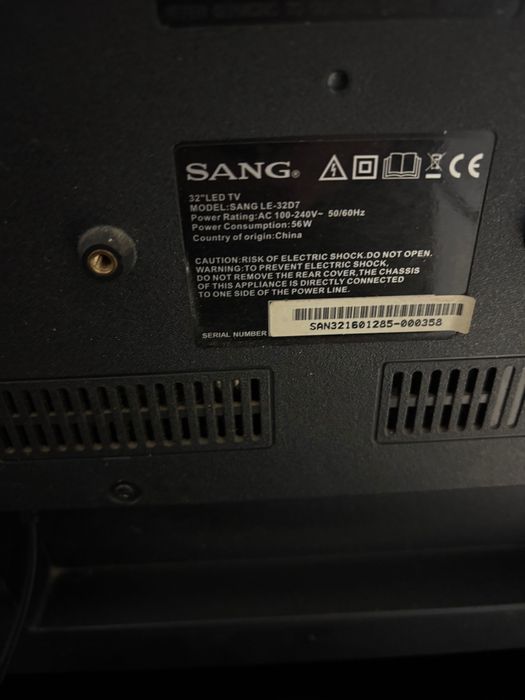 SANG®
32"LED TV
MODEL:SANG LE-32D7
Power Rating:AC 100-240V~ 50/60Hz
Power Consumption:56W
Country of origin:China
CAUTION:RISK OF ELECTRIC SHOCK.DO NOT OPEN.
WARNING:TO PREVENT ELECTRIC SHOCK,
DO NOT REMOVE THE REAR COVER,THE CHASSIS
OF THIS APPLIANCE IS DIRECTLY CONNECTED
TO ONE SIDE OF THE POWER LINE.
SERIAL NUMBER
SAN321601285-000358